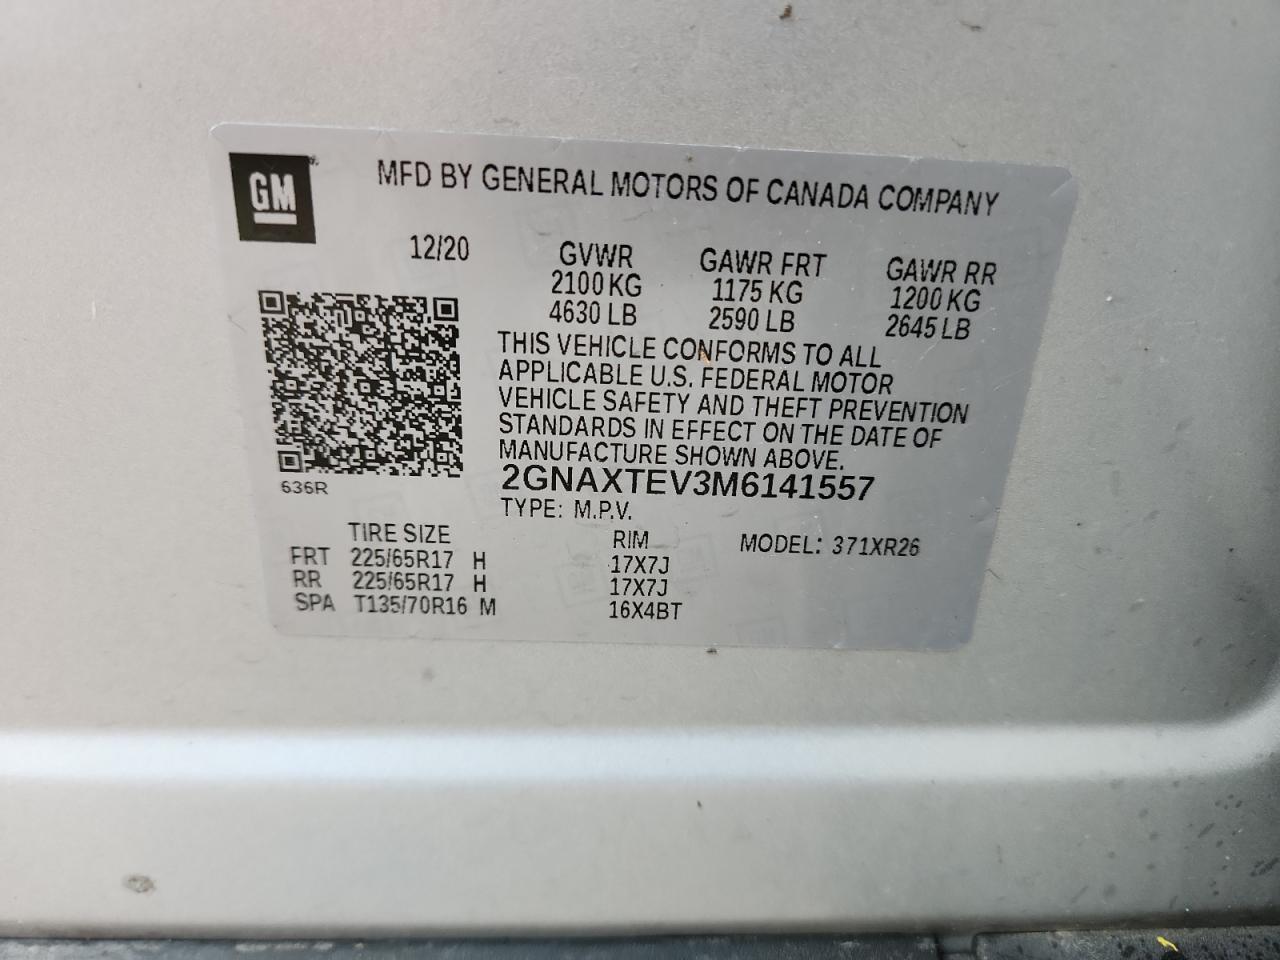 GM
MFD BY GENERAL MOTORS OF CANADA COMPANY
12/20 GVWR GAWR FRT GAWR RR
2100 KG 1175 KG 1200 KG
4630 LB 2590 LB 2645 LB
THIS VEHICLE CONFORMS TO ALL
APPLICABLE U.S. FEDERAL MOTOR
VEHICLE SAFETY AND THEFT PREVENTION
STANDARDS IN EFFECT ON THE DATE OF
MANUFACTURE SHOWN ABOVE.
2GNAXTEV3M6141557
636R
TYPE: M.P.V.
TIRE SIZE RIM MODEL: 371XR26
FRT 225/65R17 H 17X7J
RR 225/65R17 H 17X7J
SPA T135/70R16 M 16X4BT